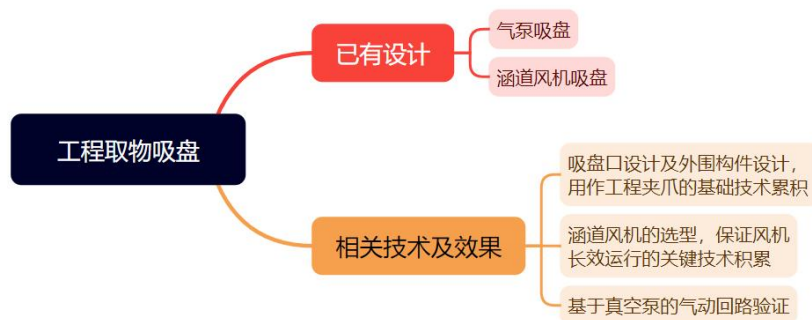 工程取物吸盘
已有设计
气泵吸盘
涵道风机吸盘
相关技术及效果
吸盘口设计及外围构件设计，
用作工程夹爪的基础技术累积
涵道风机的选型，保证风机
长效运行的关键技术积累
基于真空泵的气动回路验证